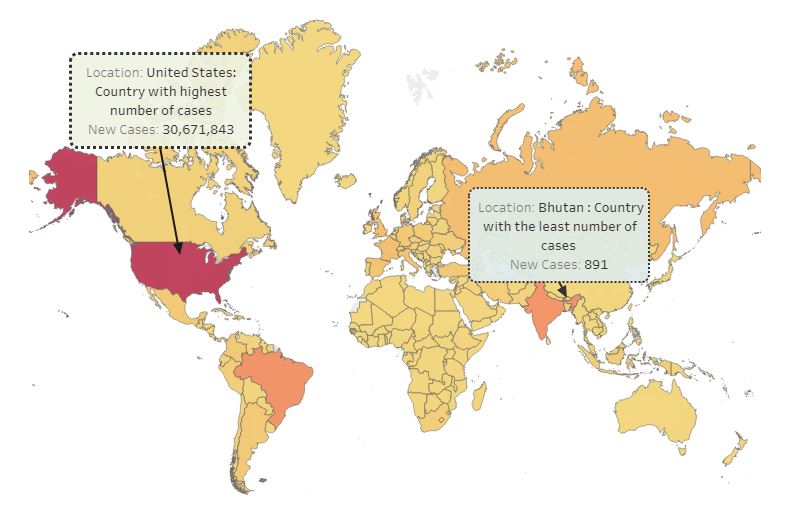 Location: United States:
Country with highest
number of cases
New Cases: 30,671,843
Location: Bhutan : Country
with the least number of
cases
New Cases: 891